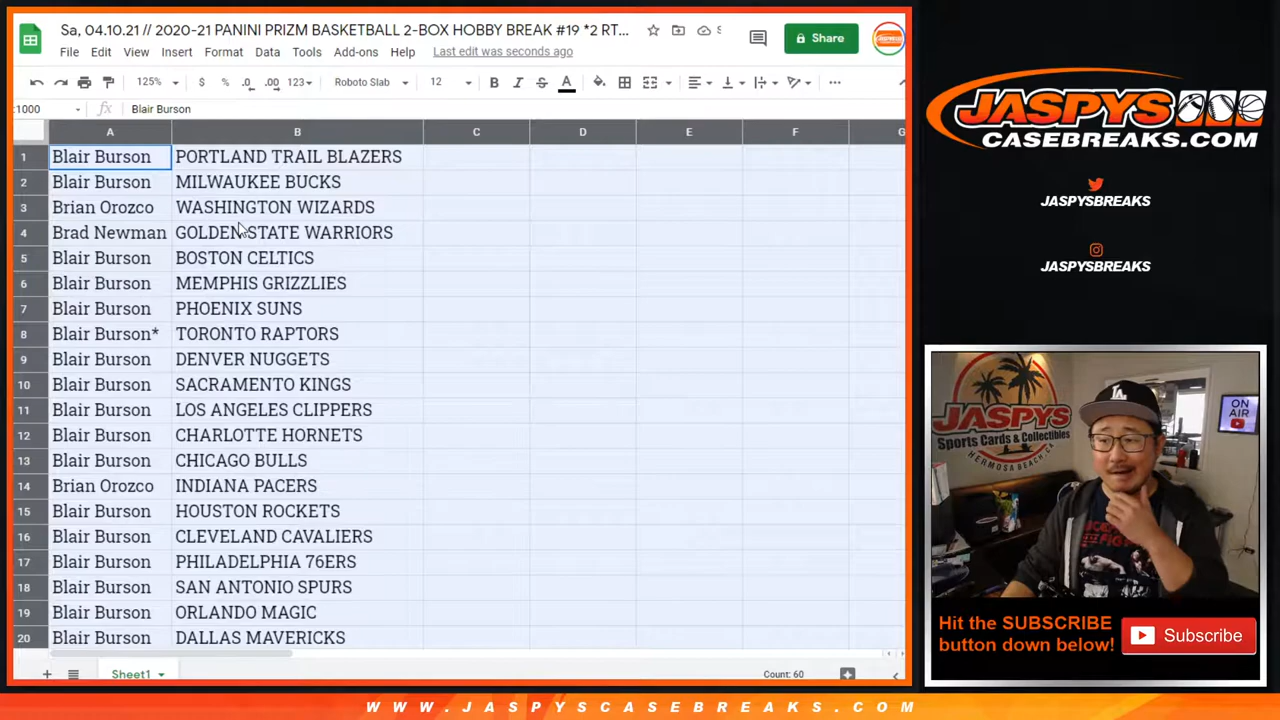 Sa, 04.10.21 // 2020-21 PANINI PRIZM BASKETBALL 2-BOX HOBBY BREAK #19 *2 RT...
File Edit View Insert Format Data Tools Add-ons Help Last edit was seconds ago
Share
125% $ % .0 .00 123 Roboto Slab 12 B I S A
:1000 fx Blair Burson
A B C D E F G
1 Blair Burson PORTLAND TRAIL BLAZERS
2 Blair Burson MILWAUKEE BUCKS
3 Brian Orozco WASHINGTON WIZARDS
4 Brad Newman GOLDEN STATE WARRIORS
5 Blair Burson BOSTON CELTICS
6 Blair Burson MEMPHIS GRIZZLIES
7 Blair Burson PHOENIX SUNS
8 Blair Burson* TORONTO RAPTORS
9 Blair Burson DENVER NUGGETS
10 Blair Burson SACRAMENTO KINGS
11 Blair Burson LOS ANGELES CLIPPERS
12 Blair Burson CHARLOTTE HORNETS
13 Blair Burson CHICAGO BULLS
14 Brian Orozco INDIANA PACERS
15 Blair Burson HOUSTON ROCKETS
16 Blair Burson CLEVELAND CAVALIERS
17 Blair Burson PHILADELPHIA 76ERS
18 Blair Burson SAN ANTONIO SPURS
19 Blair Burson ORLANDO MAGIC
20 Blair Burson DALLAS MAVERICKS
Sheet1 Count: 60
JASPYS
CASEBREAKS.COM
JASPYSBREAKS
JASPYSBREAKS
JASPYS
Sports Cards & Collectibles
HERMOSA BEACH, CA
LA
ON
AIR
Hit the SUBSCRIBE
button down below!
Subscribe
WWW.JASPYSCASEBREAKS.COM